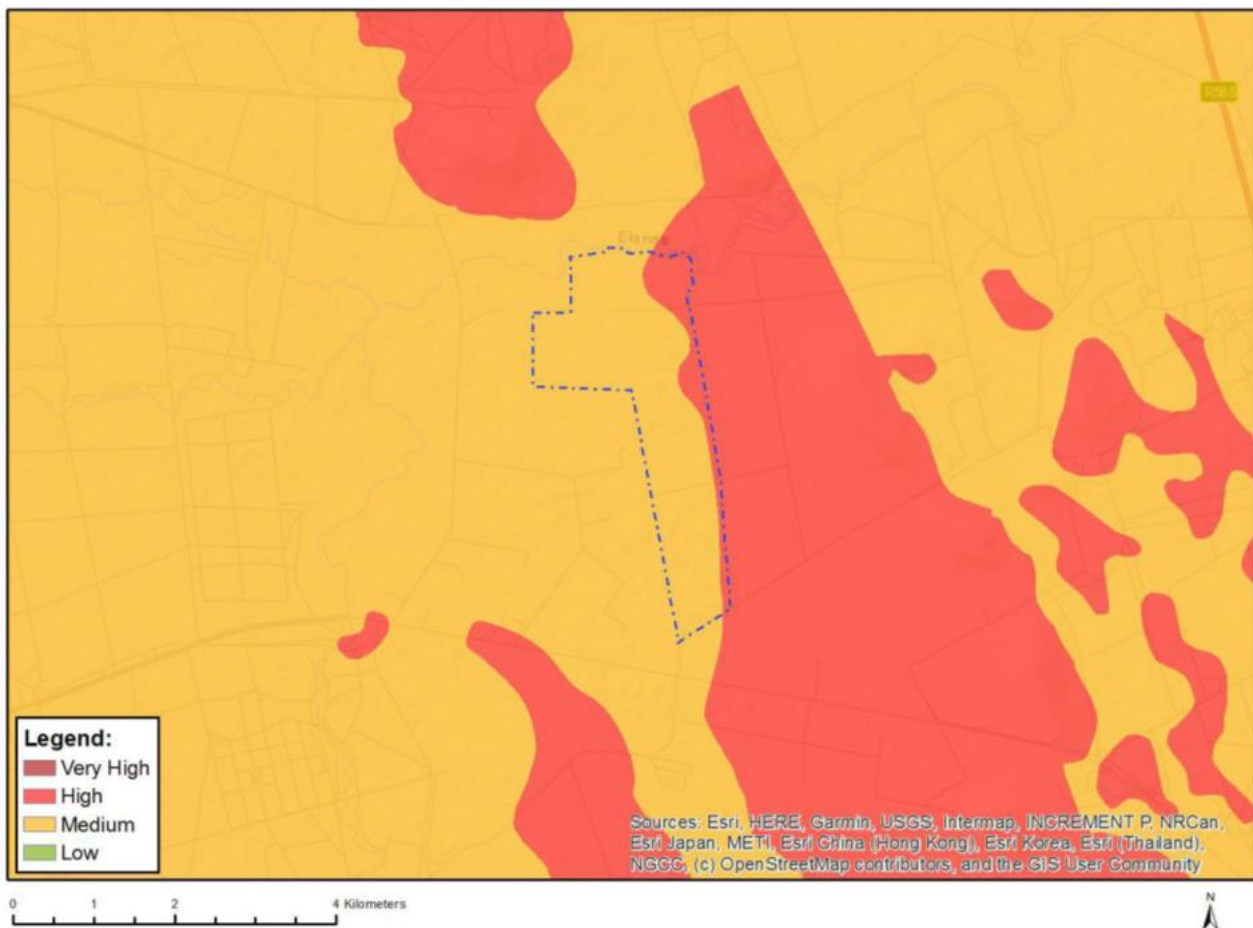 Elands
Legend:
Very High
High
Medium
Low
Sources: Esri, HERE, Garmin, USGS, Intermap, INCREMENT P, NRCan,
Esri Japan, METI, Esri China (Hong Kong), Esri Korea, Esri (Thailand),
NGCC, (c) OpenStreetMap contributors, and the GIS User Community
0 1 2 4 Kilometers
N